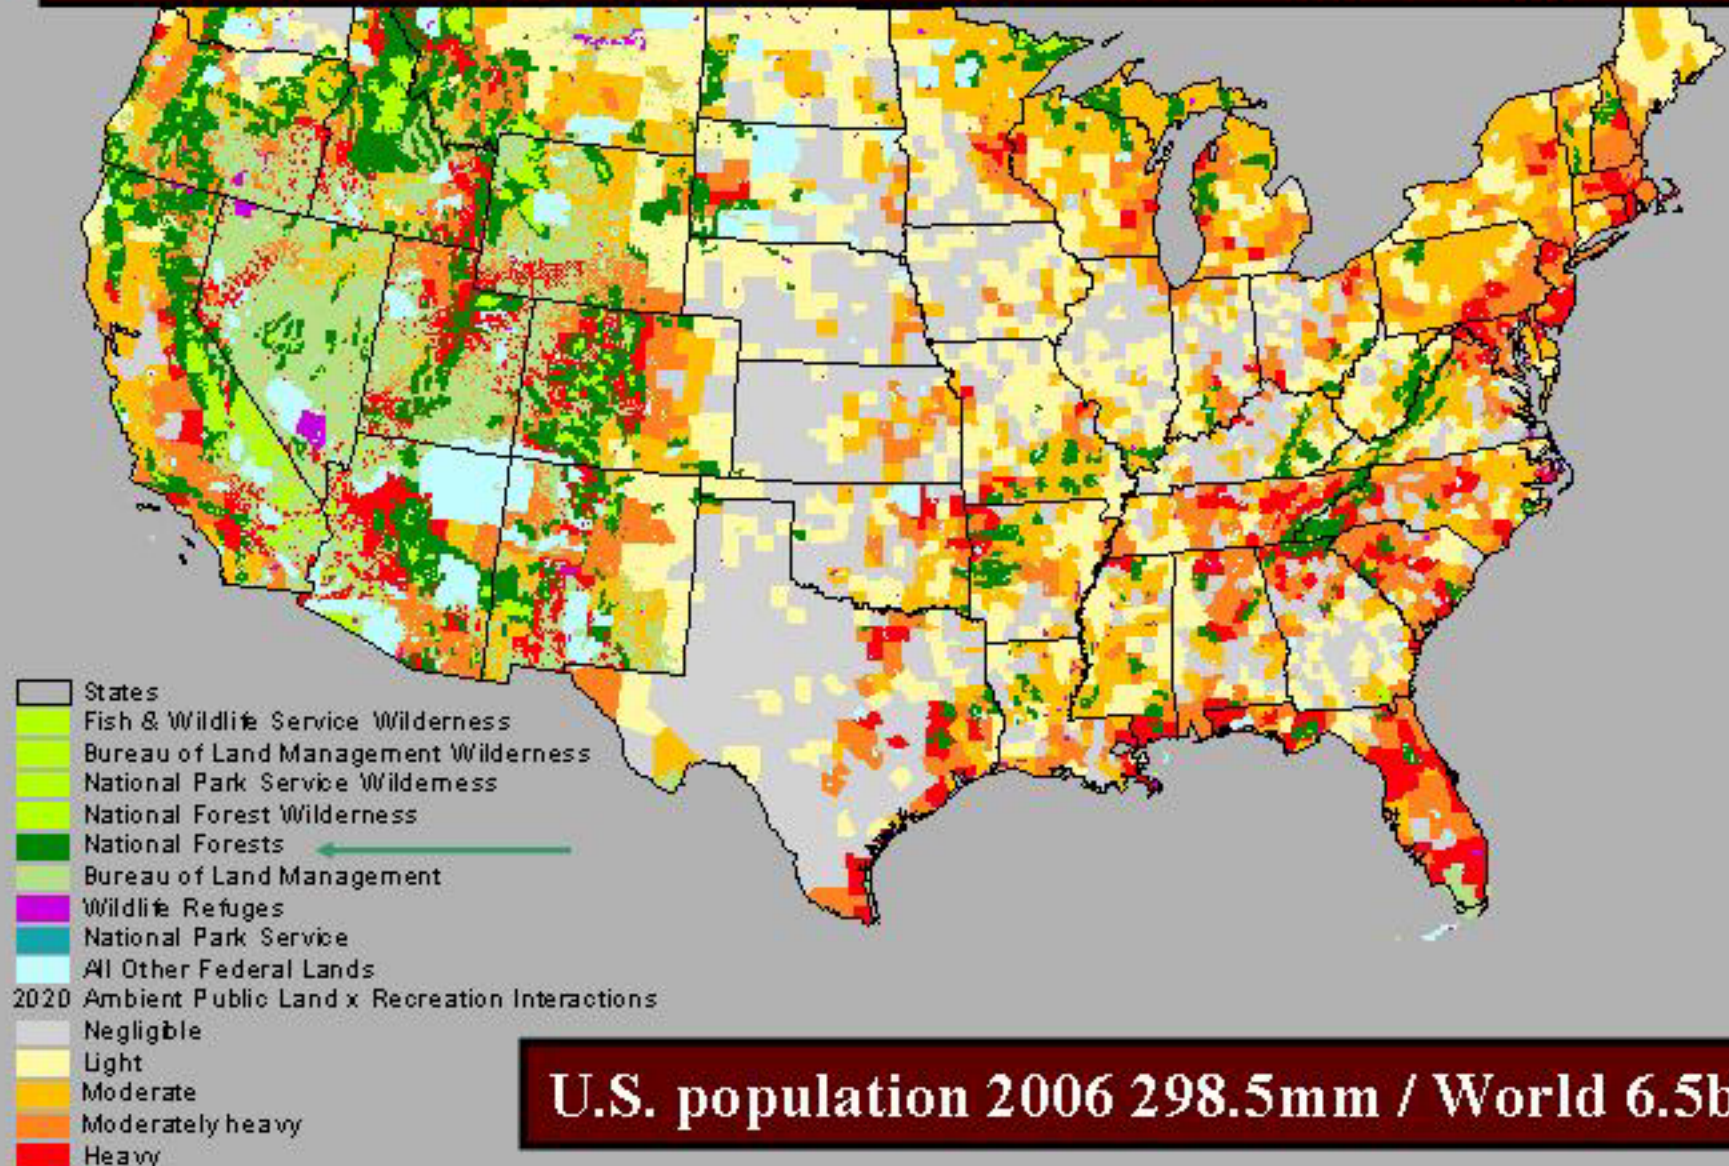 States
Fish & Wildlife Service Wilderness
Bureau of Land Management Wilderness
National Park Service Wilderness
National Forest Wilderness
National Forests
Bureau of Land Management
Wildlife Refuges
National Park Service
All Other Federal Lands
2020 Ambient Public Land x Recreation Interactions
Negligible
Light
Moderate
Moderately heavy
Heavy
U.S. population 2006 298.5mm / World 6.5b